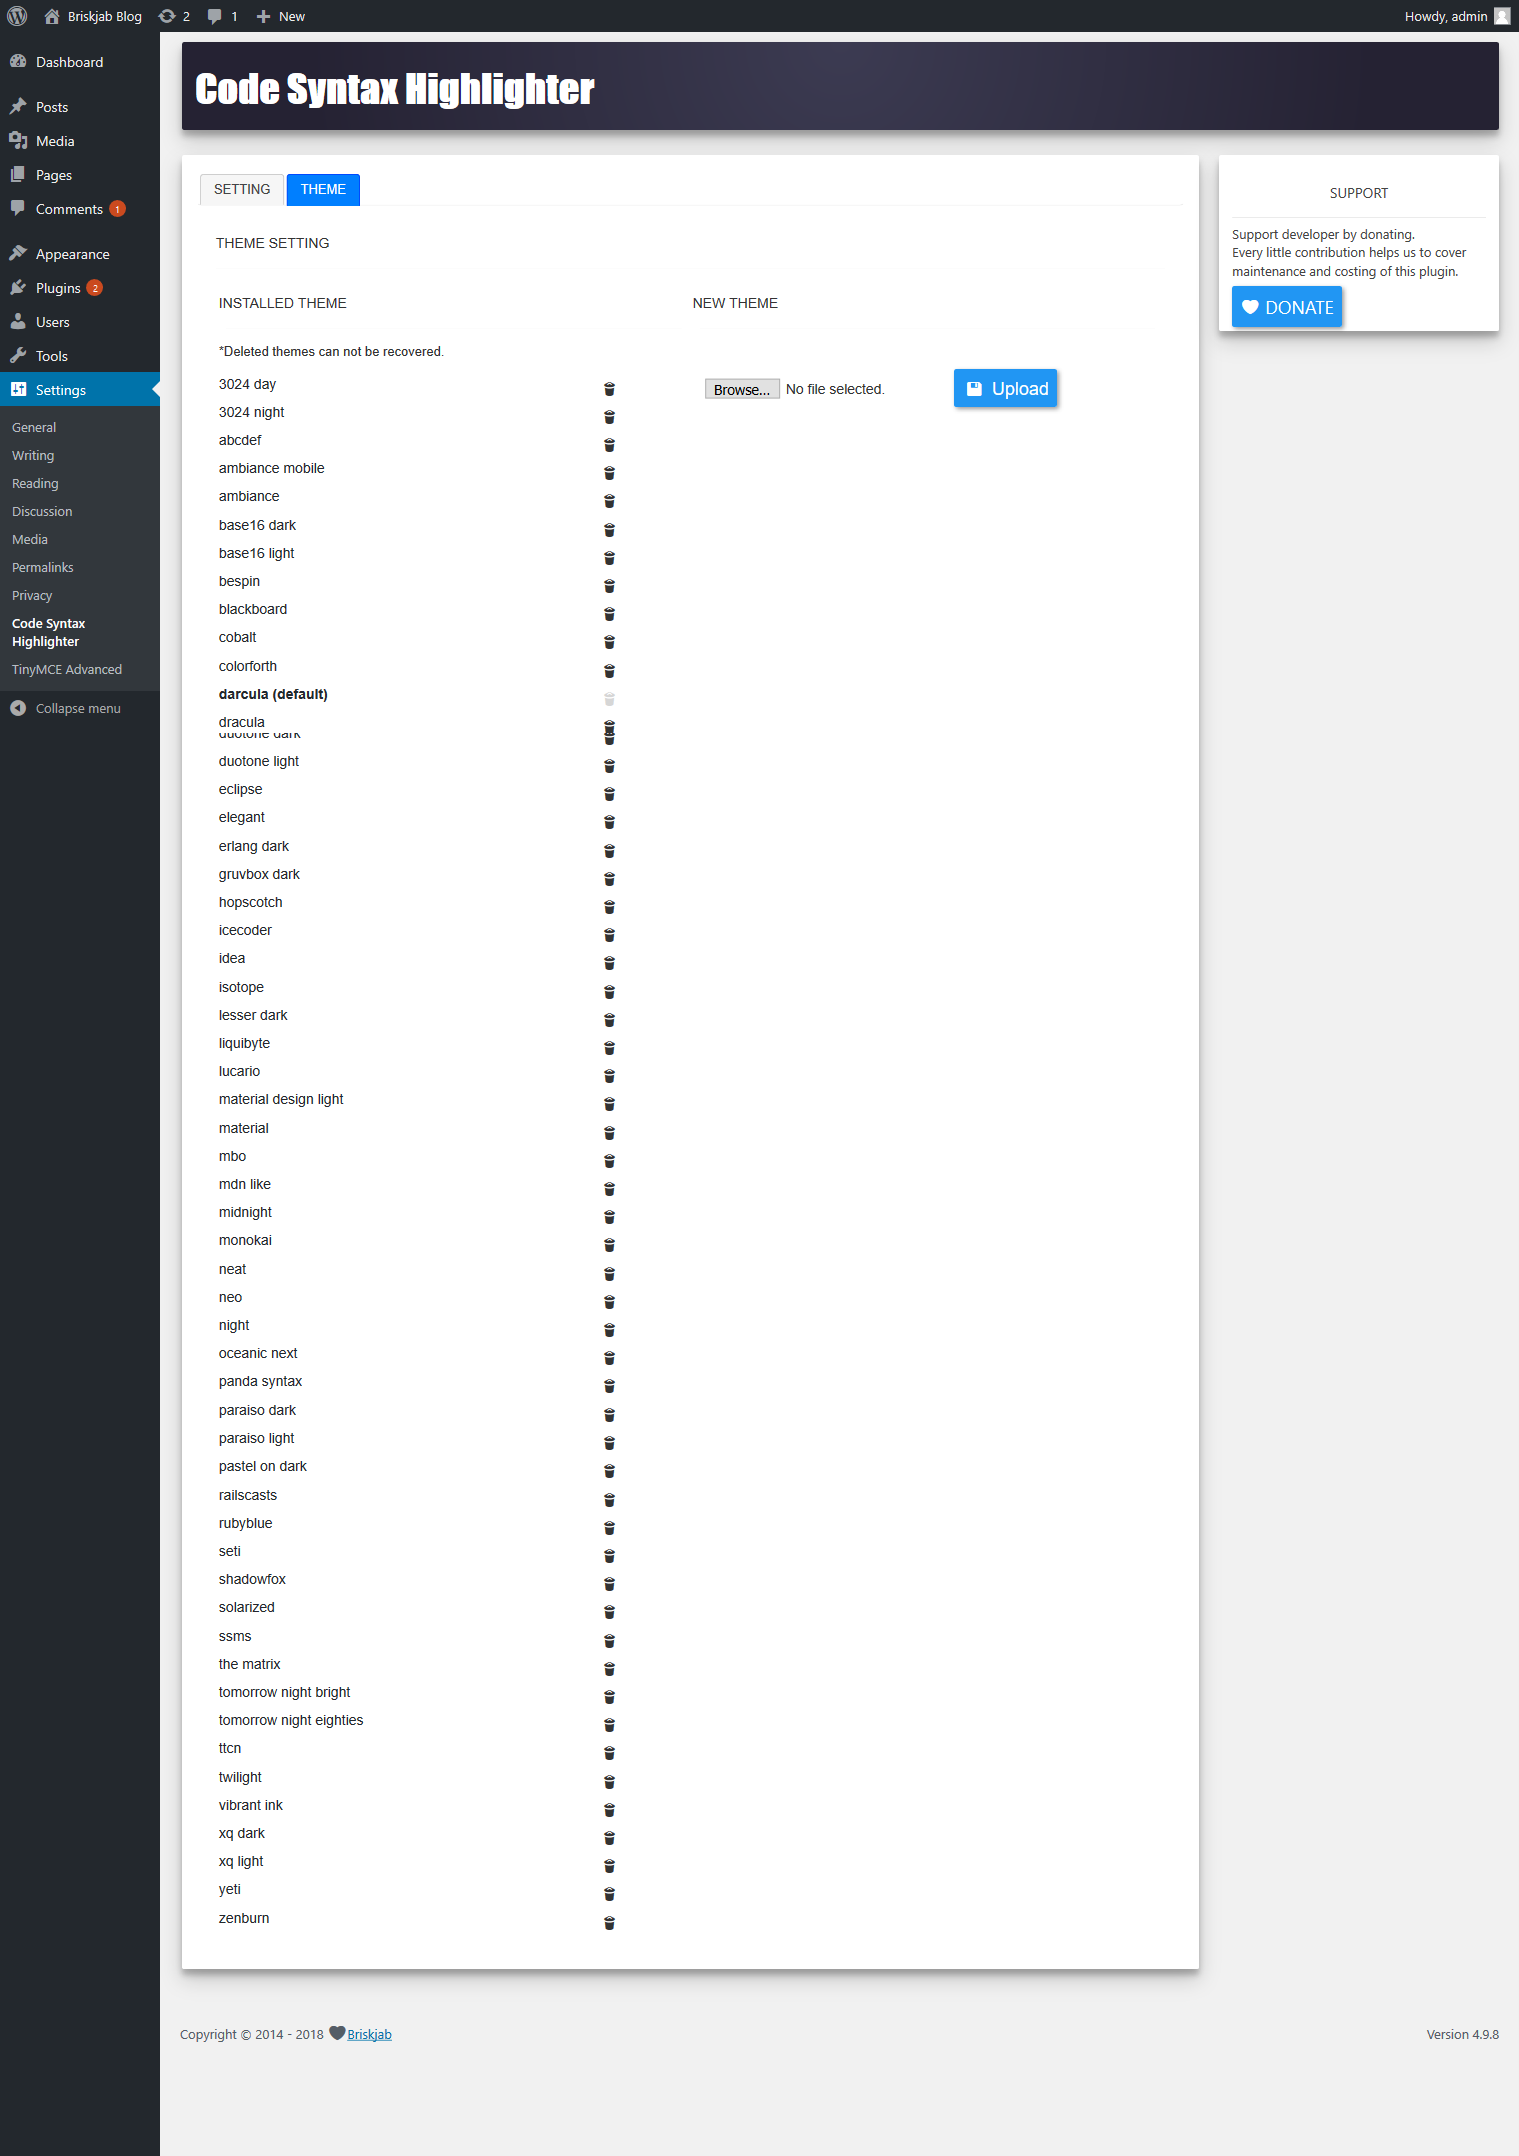 Briskjab Blog 2 1 New Howdy, admin
Dashboard
Posts
Media
Pages
Comments 1
Appearance
Plugins 2
Users
Tools
Settings
General
Writing
Reading
Discussion
Media
Permalinks
Privacy
Code Syntax
Highlighter
TinyMCE Advanced
Collapse menu
Code Syntax Highlighter
SETTING THEME
THEME SETTING
INSTALLED THEME
*Deleted themes can not be recovered.
3024 day
3024 night
abcdef
ambiance mobile
ambiance
base16 dark
base16 light
bespin
blackboard
cobalt
colorforth
darcula (default)
dracula
duotone dark
duotone light
eclipse
elegant
erlang dark
gruvbox dark
hopscotch
icecoder
idea
isotope
lesser dark
liquibyte
lucario
material design light
material
mbo
mdn like
midnight
monokai
neat
neo
night
oceanic next
panda syntax
paraiso dark
paraiso light
pastel on dark
railscasts
rubyblue
seti
shadowfox
solarized
ssms
the matrix
tomorrow night bright
tomorrow night eighties
ttcn
twilight
vibrant ink
xq dark
xq light
yeti
zenburn
NEW THEME
Browse... No file selected. Upload
SUPPORT
Support developer by donating.
Every little contribution helps us to cover
maintenance and costing of this plugin.
DONATE
Copyright © 2014 - 2018 Briskjab Version 4.9.8